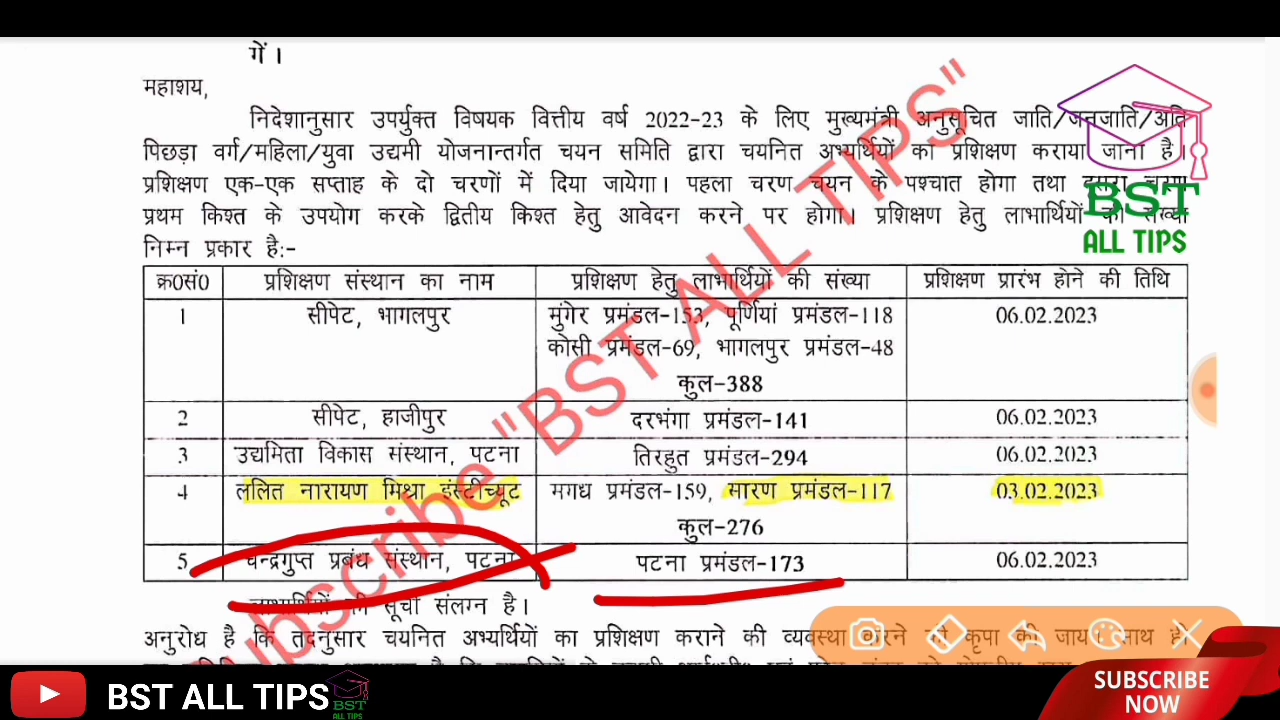 गें।
महाशय,
निदेशानुसार उपर्युक्त विषयक वित्तीय वर्ष 2022-23 के लिए मुख्यमंत्री अनुसूचित जाति/जनजाति/अति
पिछड़ा वर्ग/महिला/युवा उद्यमी योजनान्तर्गत चयन समिति द्वारा चयनित अभ्यर्थियों को प्रशिक्षण कराया जाना है।
प्रशिक्षण एक-एक सप्ताह के दो चरणों में दिया जायेगा। पहला चरण चयन के पश्चात होगा तथा दूसरा चरण
प्रथम किश्त के उपयोग करके द्वितीय किश्त हेतु आवेदन करने पर होगा। प्रशिक्षण हेतु लाभार्थियों की संख्या
निम्न प्रकार है:-
BST
ALL TIPS
क्र0सं0 प्रशिक्षण संस्थान का नाम प्रशिक्षण हेतु लाभार्थियों की संख्या प्रशिक्षण प्रारंभ होने की तिथि
1 सीपेट, भागलपुर मुंगेर प्रमंडल-153, पूर्णियां प्रमंडल-118 06.02.2023
कोसी प्रमंडल-69, भागलपुर प्रमंडल-48
कुल-388
2 सीपेट, हाजीपुर दरभंगा प्रमंडल-141 06.02.2023
3 उद्यमिता विकास संस्थान, पटना तिरहुत प्रमंडल-294 06.02.2023
4 ललित नारायण मिश्रा इंस्टीच्यूट मगध प्रमंडल-159, सारण प्रमंडल-117 03.02.2023
कुल-276
5 चन्द्रगुप्त प्रबंध संस्थान, पटना पटना प्रमंडल-173 06.02.2023
लाभार्थियों की सूची संलग्न है।
अनुरोध है कि तदनुसार चयनित अभ्यर्थियों का प्रशिक्षण कराने की व्यवस्था करने की कृपा की जाय। साथ ही
Subscribe "BST ALL TIPS"
BST ALL TIPS
BST
ALL TIPS
SUBSCRIBE
NOW